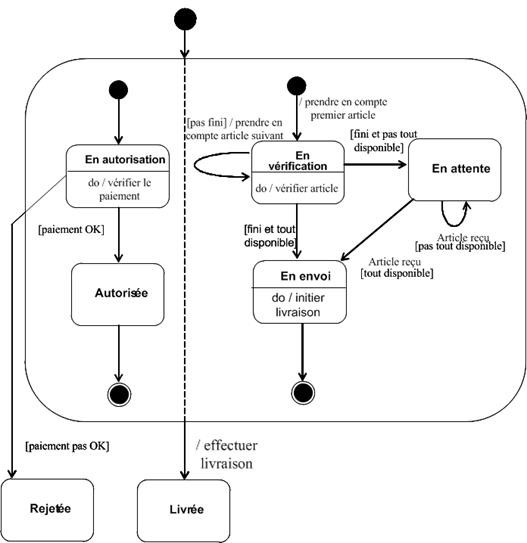 / prendre en compte
premier article
[pas fini] / prendre en
compte article suivant
[fini et pas tout
disponible]
En autorisation
do / vérifier le
paiement
En
vérification
do / vérifier article
En attente
[paiement OK]
[fini et tout
disponible]
Article reçu
[pas tout disponible]
Article reçu
[tout disponible]
Autorisée
En envoi
do / initier
livraison
[paiement pas OK]
/ effectuer
livraison
Rejetée
Livrée